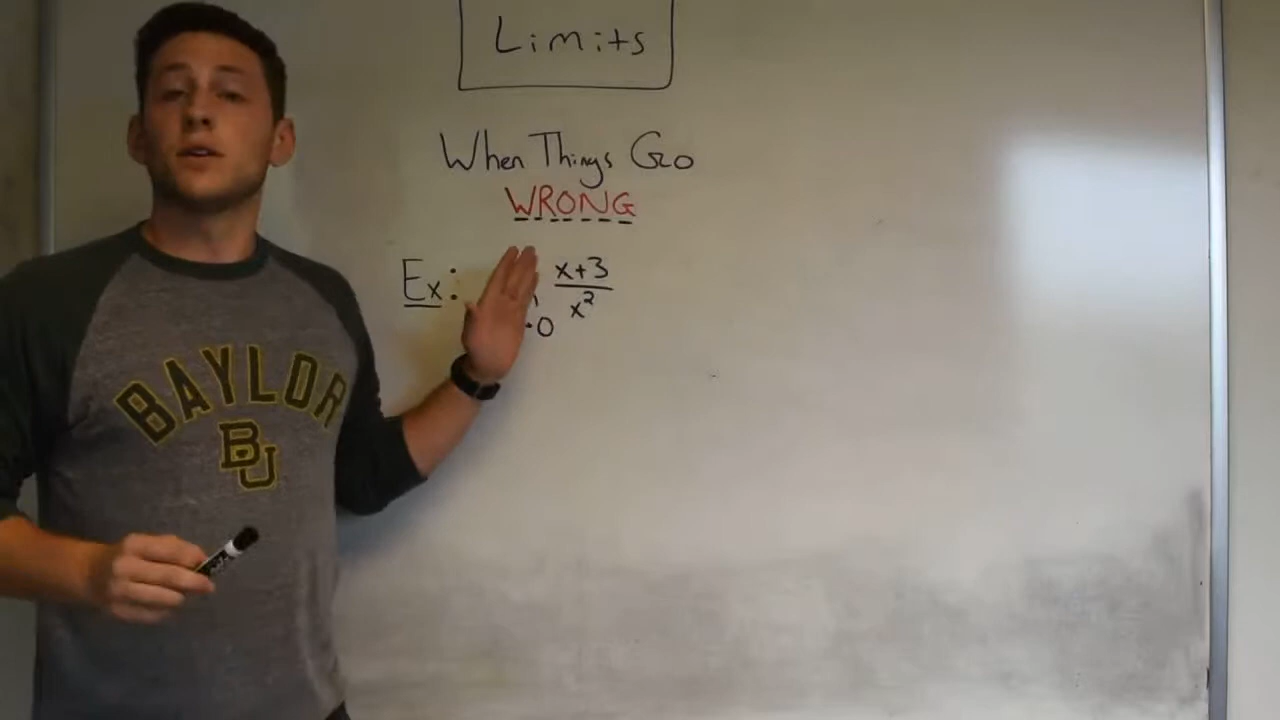 Limits
When Things Go
WRONG
Ex: x+3
x²
0
BAYLOR
BU